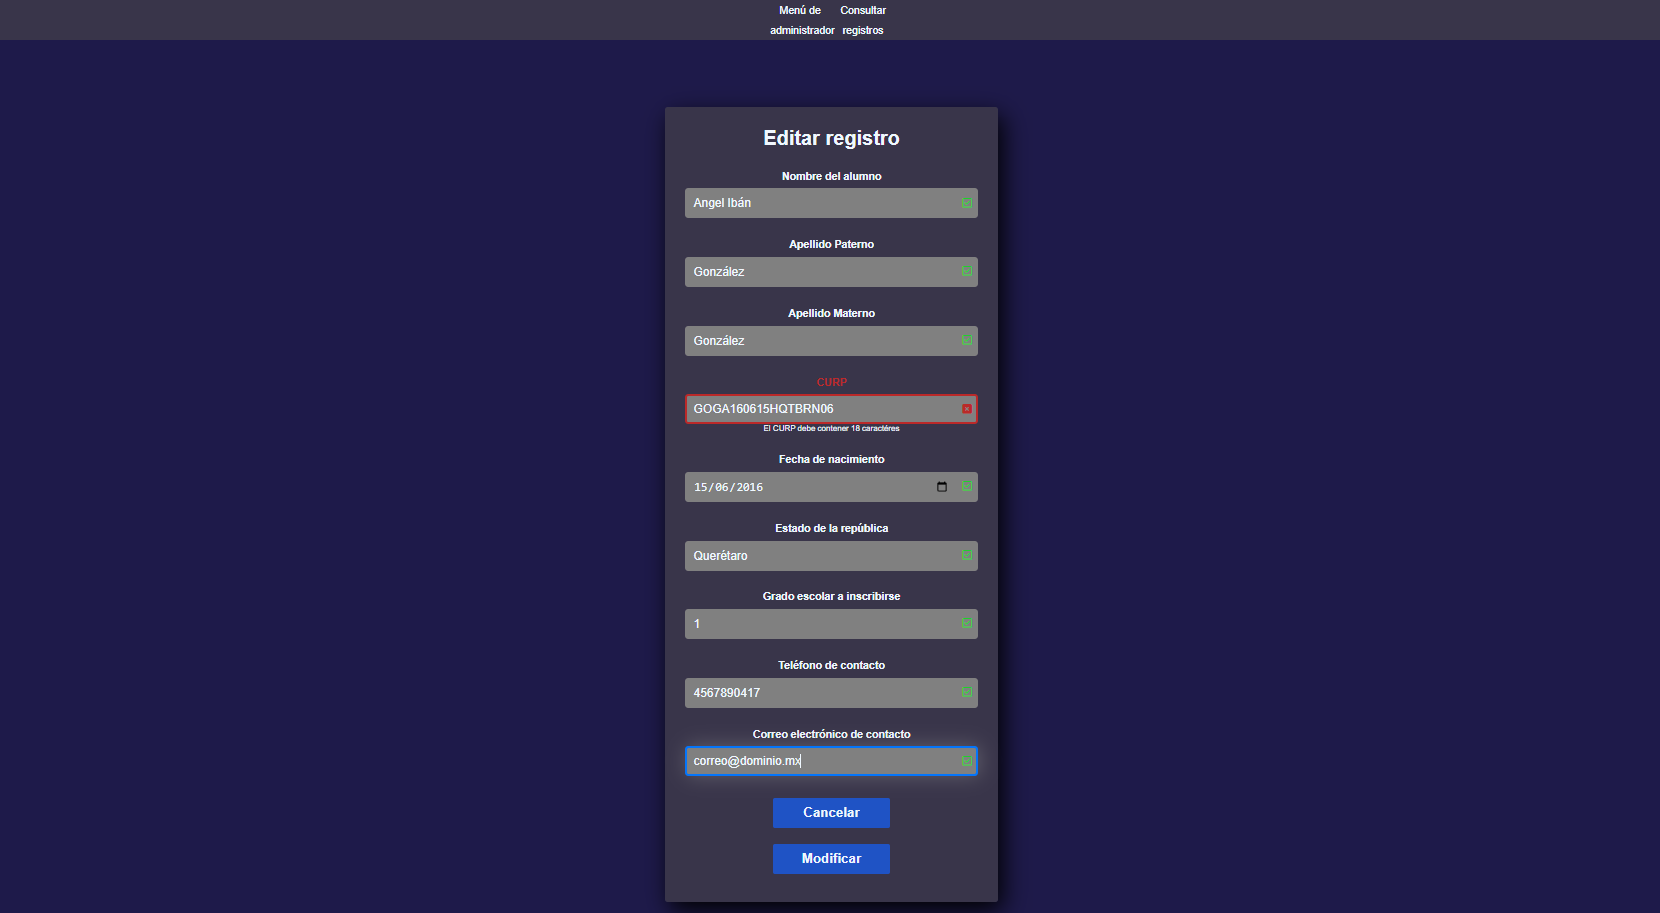 Menú de administrador
Consultar registros
Editar registro
Nombre del alumno
Angel Ibán
Apellido Paterno
González
Apellido Materno
González
CURP
GOGA160615HQTBRN06
El CURP debe contener 18 caractéres
Fecha de nacimiento
15/06/2016
Estado de la república
Querétaro
Grado escolar a inscribirse
1
Teléfono de contacto
4567890417
Correo electrónico de contacto
correo@dominio.mx
Cancelar
Modificar